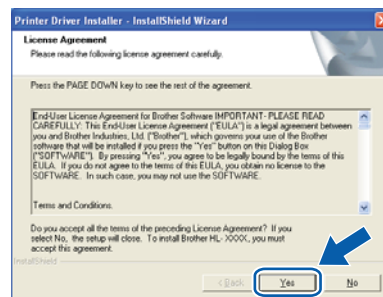 Printer Driver Installer - InstallShield Wizard
License Agreement
Please read the following license agreement carefully.
Press the PAGE DOWN key to see the rest of the agreement.
End-User License Agreement for Brother Software IMPORTANT- PLEASE READ
CAREFULLY: This End-User License Agreement ("EULA") is a legal agreement between
you and Brother Industries, Ltd. ("Brother"), which governs your use of the Brother
software that will be installed if you press the "Yes" button on this Dialog Box
("SOFTWARE"). By pressing "Yes", you agree to be legally bound by the terms of this
EULA. If you do not agree to the terms of this EULA, you obtain no license to the
SOFTWARE. In such case, you may not use the SOFTWARE.
Terms and Conditions.
Do you accept all the terms of the preceding License Agreement? If you
select No, the setup will close. To install Brother HL- XXXX, you must
accept this agreement.
InstallShield
< Back
Yes
No